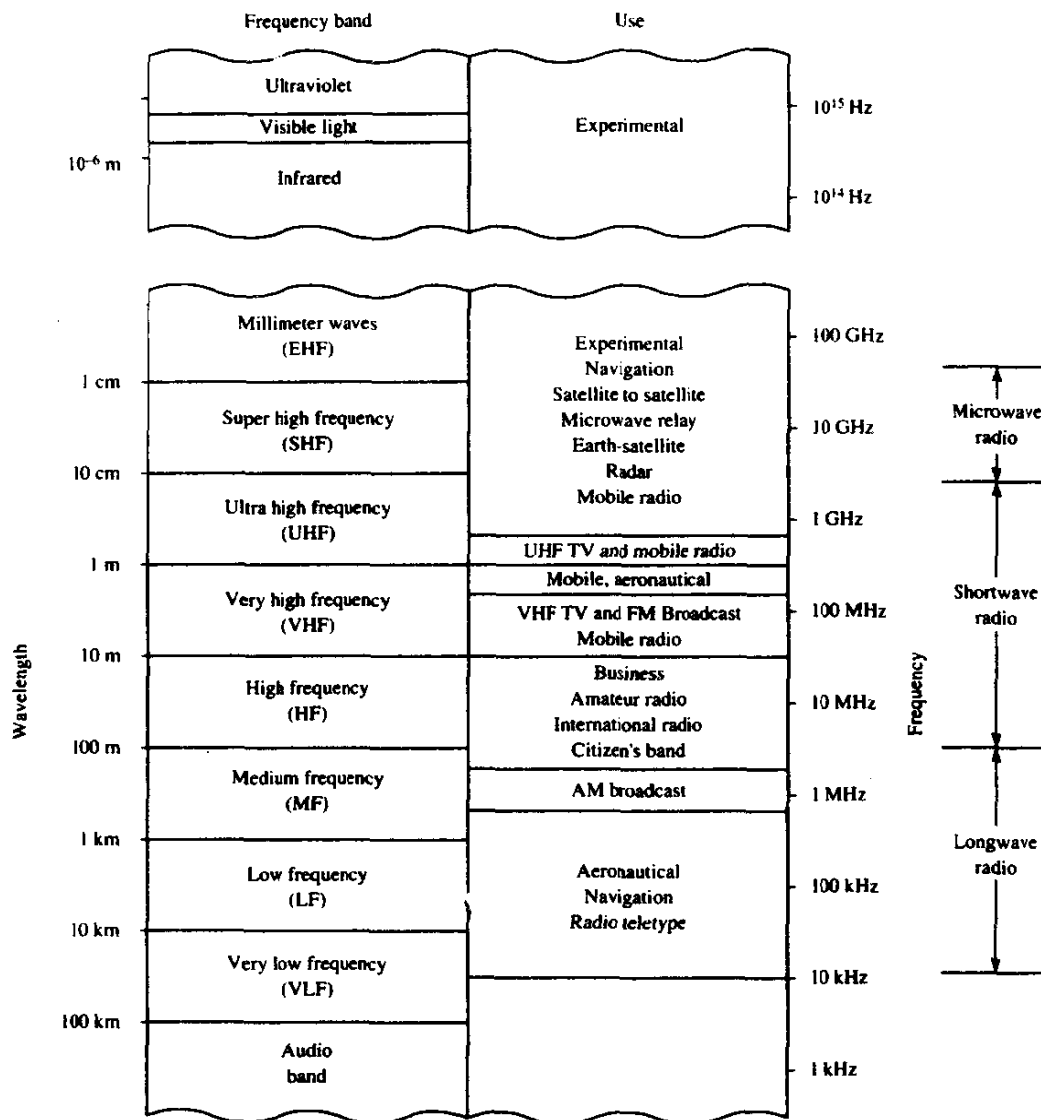 Frequency band
Use
Ultraviolet
Visible light
Infrared
Experimental
10¹⁵ Hz
10¹⁴ Hz
10⁻⁶ m
Millimeter waves
(EHF)
Super high frequency
(SHF)
Ultra high frequency
(UHF)
Very high frequency
(VHF)
High frequency
(HF)
Medium frequency
(MF)
Low frequency
(LF)
Very low frequency
(VLF)
Audio
band
Wavelength
1 cm
10 cm
1 m
10 m
100 m
1 km
10 km
100 km
Experimental
Navigation
Satellite to satellite
Microwave relay
Earth-satellite
Radar
Mobile radio
UHF TV and mobile radio
Mobile, aeronautical
VHF TV and FM Broadcast
Mobile radio
Business
Amateur radio
International radio
Citizen's band
AM broadcast
Aeronautical
Navigation
Radio teletype
100 GHz
10 GHz
1 GHz
100 MHz
10 MHz
1 MHz
100 kHz
10 kHz
1 kHz
Frequency
Microwave
radio
Shortwave
radio
Longwave
radio